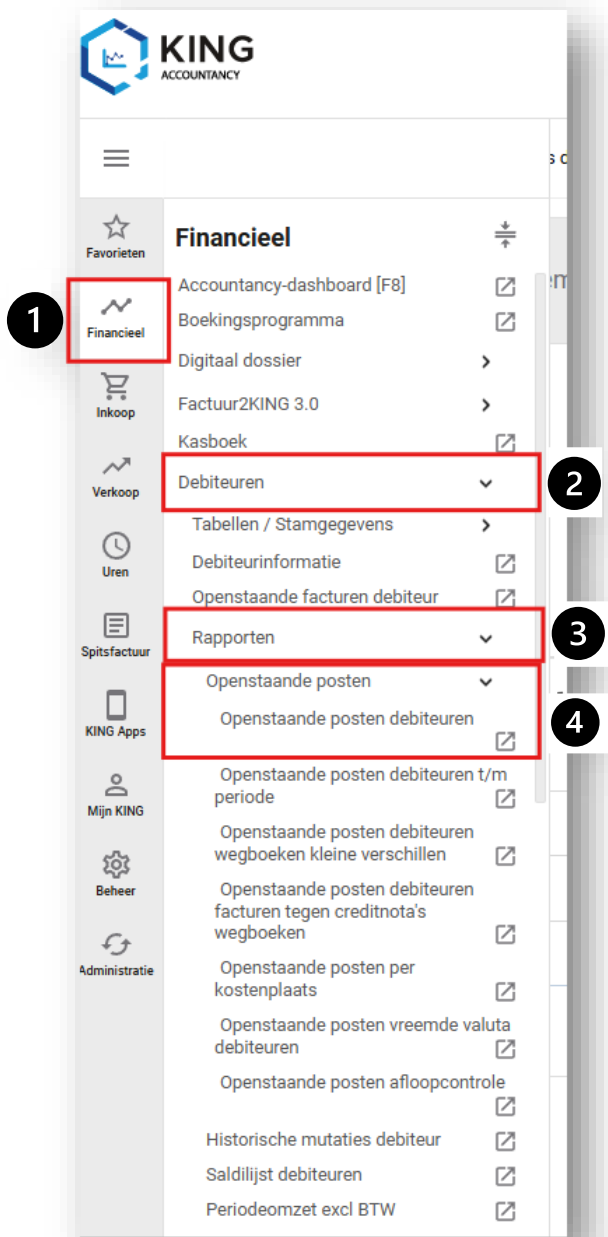 KING
ACCOUNTANCY
s d
Favorieten
Financieel
em
1
Financieel
Accountancy-dashboard [F8]
Boekingsprogramma
Digitaal dossier
Inkoop
Factuur2KING 3.0
Kasboek
Verkoop
Debiteuren
2
Tabellen / Stamgegevens
Uren
Debiteurinformatie
Openstaande facturen debiteur
Spitsfactuur
Rapporten
3
KING Apps
Openstaande posten
Openstaande posten debiteuren
4
Mijn KING
Openstaande posten debiteuren t/m
periode
Openstaande posten debiteuren
wegboeken kleine verschillen
Beheer
Openstaande posten debiteuren
facturen tegen creditnota's
wegboeken
Administratie
Openstaande posten per
kostenplaats
Openstaande posten vreemde valuta
debiteuren
Openstaande posten afloopcontrole
Historische mutaties debiteur
Saldilijst debiteuren
Periodeomzet excl BTW